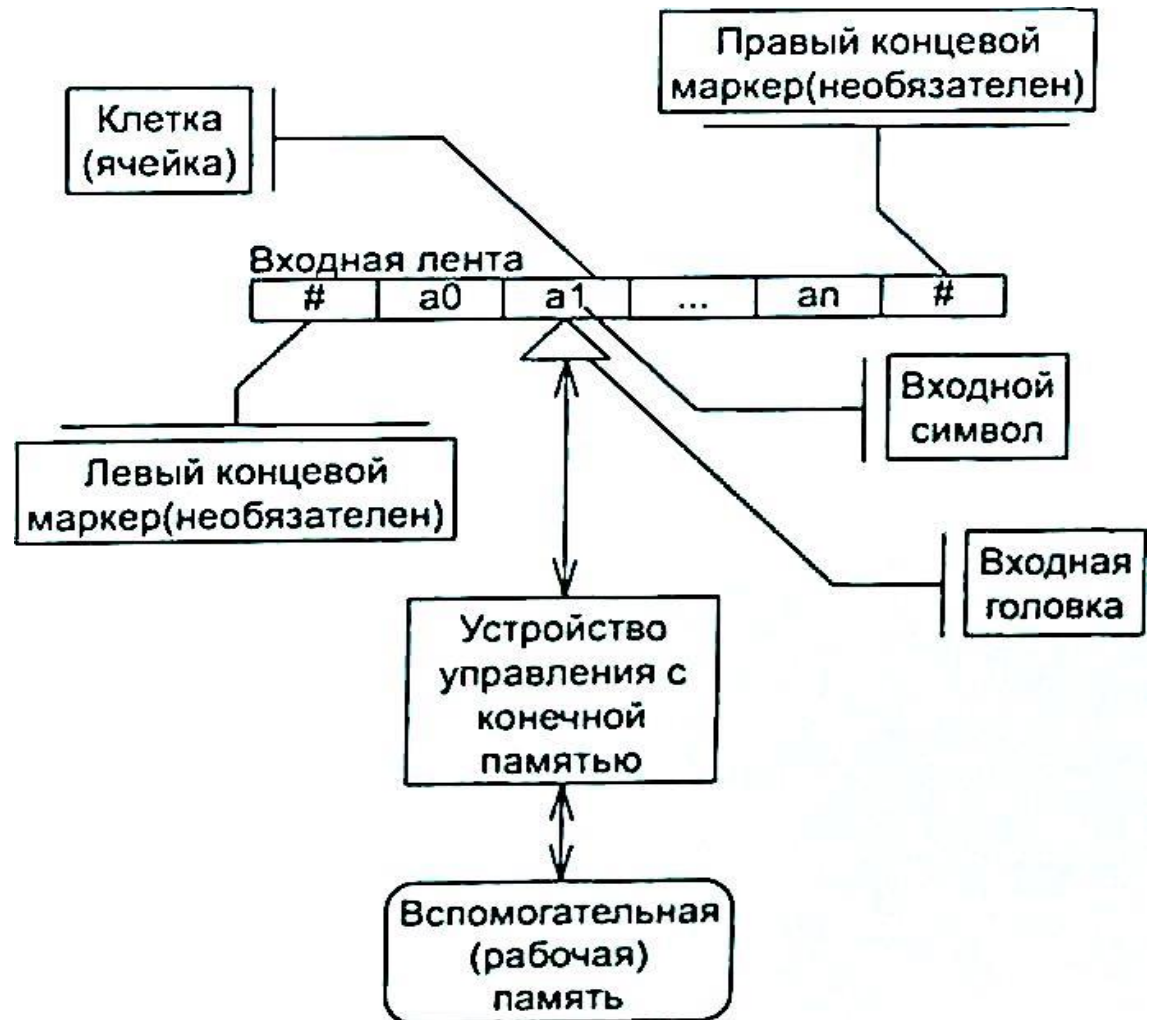 Правый концевой
маркер(необязателен)
Клетка
(ячейка)
Входная лента
# a0 a1 ... an #
Входной
символ
Левый концевой
маркер(необязателен)
Входная
головка
Устройство
управления с
конечной
памятью
Вспомогательная
(рабочая)
память